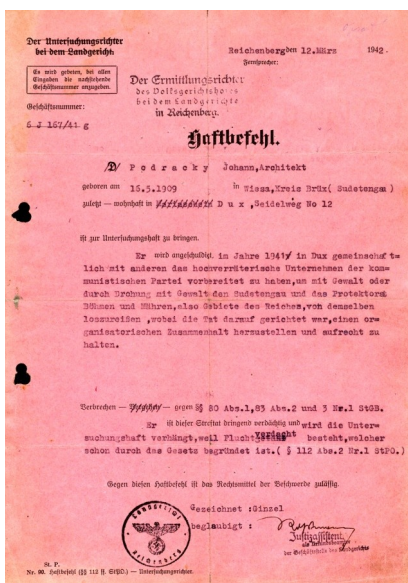 Der Untersuchungsrichter
bei dem Landgericht.
Reichenberg den 12.März 1942.
Fernsprecher:
Es wird gebeten, bei allen
Eingaben die nachstehende
Geschäftsnummer anzugeben.
Der Ermittlungsrichter
des Volksgerichtshofes
bei dem Landgerichte
in Reichenberg.
Geschäftsnummer:
6 J 167/41 g
Haftbefehl.
Podracky Johann,Architekt
geboren am 16.5.1909 in Wiesa,Kreis Brüx( Sudetengau)
zuletzt — wohnhaft in Dux,Seidelweg No 12
ist zur Untersuchungshaft zu bringen.
Er wird angeschuldigt, im Jahre 1941 in Dux gemeinschaft=
lich mit anderen das hochverräterische Unternehmen der kom=
munistischen Partei vorbereitet zu haben,um mit Gewalt oder
durch Drohung mit Gewalt den Sudetengau und das Protektorat
Böhmen und Mähren,also Gebiete des Reiches,von demselben
loszureißen ,wobei die Tat darauf gerichtet war,einen or=
ganisatorischen Zusammenhalt herzustellen und aufrecht zu
halten.
Verbrechen — Vergehen — gegen §§ 80 Abs.1,83 Abs.2 und 3 Nr.1 StGB.
Er ist dieser Straftat dringend verdächtig und wird die Unter=
suchungshaft verhängt,weil Fluchtverdacht besteht,welcher
schon durch das Gesetz begründet ist.( § 112 Abs.2 Nr.1 StPO.)
Gegen diesen Haftbefehl ist das Rechtsmittel der Beschwerde zulässig.
Gezeichnet :Ginzel
beglaubigt :
Landgericht
Reichenberg
Justizassistent,
als Urkundsbeamter
der Geschäftsstelle des Landgerichts
St. P.
Nr. 00. Haftbefehl (§§ 112 ff. StPO.) — Untersuchungsrichter.